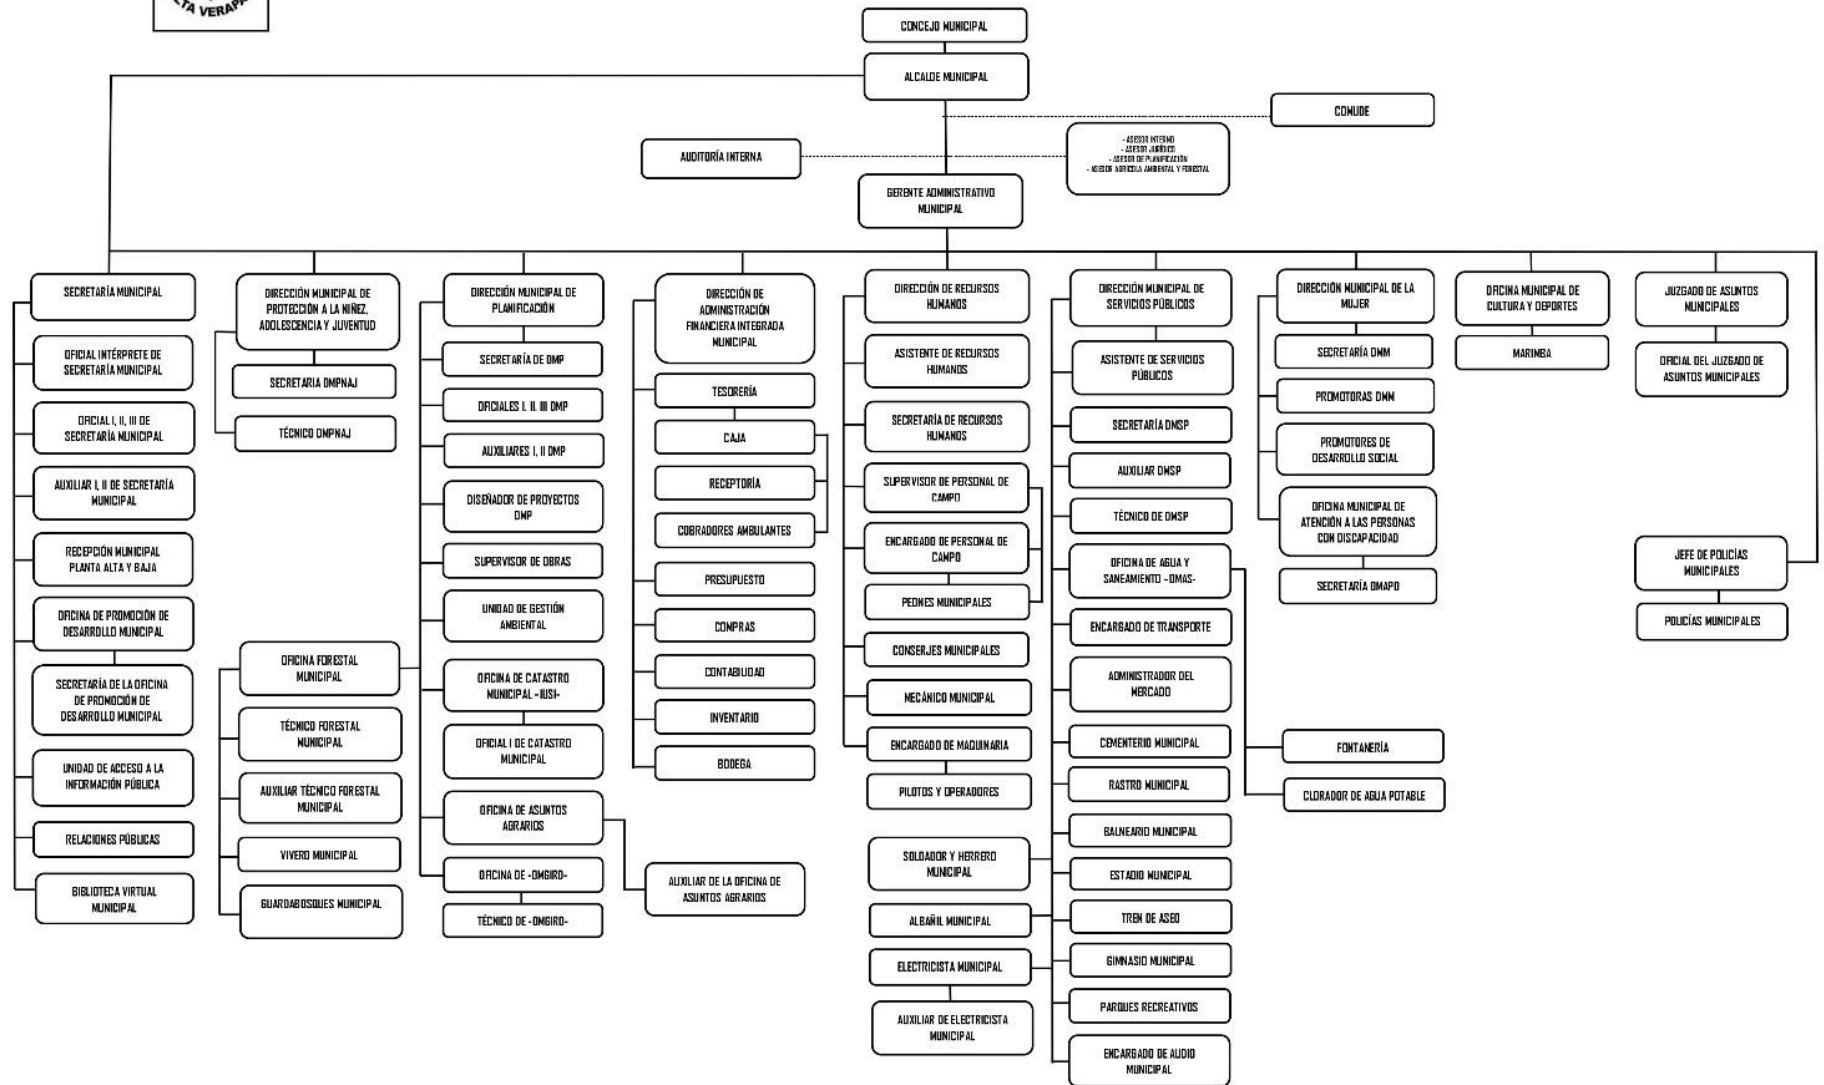 ALTA VERAPAZ
CONCEJO MUNICIPAL
ALCALDE MUNICIPAL
COMUDE
AUDITORÍA INTERNA
- ASESOR INTERNO
- ASESOR JURÍDICO
- ASESOR DE PLANIFICACIÓN
- ASESOR AGRICOLA AMBIENTAL Y FORESTAL
GERENTE ADMINISTRATIVO
MUNICIPAL
SECRETARÍA MUNICIPAL
OFICIAL INTÉRPRETE DE
SECRETARÍA MUNICIPAL
OFICIAL I, II, III DE
SECRETARÍA MUNICIPAL
AUXILIAR I, II DE SECRETARÍA
MUNICIPAL
RECEPCIÓN MUNICIPAL
PLANTA ALTA Y BAJA
OFICINA DE PROMOCIÓN DE
DESARROLLO MUNICIPAL
SECRETARÍA DE LA OFICINA
DE PROMOCIÓN DE
DESARROLLO MUNICIPAL
UNIDAD DE ACCESO A LA
INFORMACIÓN PÚBLICA
RELACIONES PÚBLICAS
BIBLIOTECA VIRTUAL
MUNICIPAL
DIRECCIÓN MUNICIPAL DE
PROTECCIÓN A LA NIÑEZ,
ADOLESCENCIA Y JUVENTUD
SECRETARIA DMPNAJ
TÉCNICO DMPNAJ
OFICINA FORESTAL
MUNICIPAL
TÉCNICO FORESTAL
MUNICIPAL
AUXILIAR TÉCNICO FORESTAL
MUNICIPAL
VIVERO MUNICIPAL
GUARDABOSQUES MUNICIPAL
DIRECCIÓN MUNICIPAL DE
PLANIFICACIÓN
SECRETARÍA DE DMP
OFICIALES I, II, III DMP
AUXILIARES I, II DMP
DISEÑADOR DE PROYECTOS
DMP
SUPERVISOR DE OBRAS
UNIDAD DE GESTIÓN
AMBIENTAL
OFICINA DE CATASTRO
MUNICIPAL -IUSI-
OFICIAL I DE CATASTRO
MUNICIPAL
OFICINA DE ASUNTOS
AGRARIOS
OFICINA DE -OMGIRD-
TÉCNICO DE -OMGIRD-
DIRECCIÓN DE
ADMINISTRACIÓN
FINANCIERA INTEGRADA
MUNICIPAL
TESORERÍA
CAJA
RECEPTORÍA
COBRADORES AMBULANTES
PRESUPUESTO
COMPRAS
CONTABILIDAD
INVENTARIO
BODEGA
AUXILIAR DE LA OFICINA DE
ASUNTOS AGRARIOS
DIRECCIÓN DE RECURSOS
HUMANOS
ASISTENTE DE RECURSOS
HUMANOS
SECRETARÍA DE RECURSOS
HUMANOS
SUPERVISOR DE PERSONAL DE
CAMPO
ENCARGADO DE PERSONAL DE
CAMPO
PEONES MUNICIPALES
CONSERJES MUNICIPALES
MECÁNICO MUNICIPAL
ENCARGADO DE MAQUINARIA
PILOTOS Y OPERADORES
SOLDADOR Y HERRERO
MUNICIPAL
ALBAÑIL MUNICIPAL
ELECTRICISTA MUNICIPAL
AUXILIAR DE ELECTRICISTA
MUNICIPAL
DIRECCIÓN MUNICIPAL DE
SERVICIOS PÚBLICOS
ASISTENTE DE SERVICIOS
PÚBLICOS
SECRETARÍA DMSP
AUXILIAR DMSP
TÉCNICO DE DMSP
OFICINA DE AGUA Y
SANEAMIENTO -OMAS-
ENCARGADO DE TRANSPORTE
ADMINISTRADOR DEL
MERCADO
CEMENTERIO MUNICIPAL
RASTRO MUNICIPAL
BALNEARIO MUNICIPAL
ESTADIO MUNICIPAL
TREN DE ASEO
GIMNASIO MUNICIPAL
PARQUES RECREATIVOS
ENCARGADO DE AUDIO
MUNICIPAL
DIRECCIÓN MUNICIPAL DE LA
MUJER
SECRETARÍA DMM
PROMOTORAS DMM
PROMOTORES DE
DESARROLLO SOCIAL
OFICINA MUNICIPAL DE
ATENCIÓN A LAS PERSONAS
CON DISCAPACIDAD
SECRETARÍA OMAPD
FONTANERÍA
CLORADOR DE AGUA POTABLE
OFICINA MUNICIPAL DE
CULTURA Y DEPORTES
MARIMBA
JUZGADO DE ASUNTOS
MUNICIPALES
OFICIAL DEL JUZGADO DE
ASUNTOS MUNICIPALES
JEFE DE POLICÍAS
MUNICIPALES
POLICÍAS MUNICIPALES